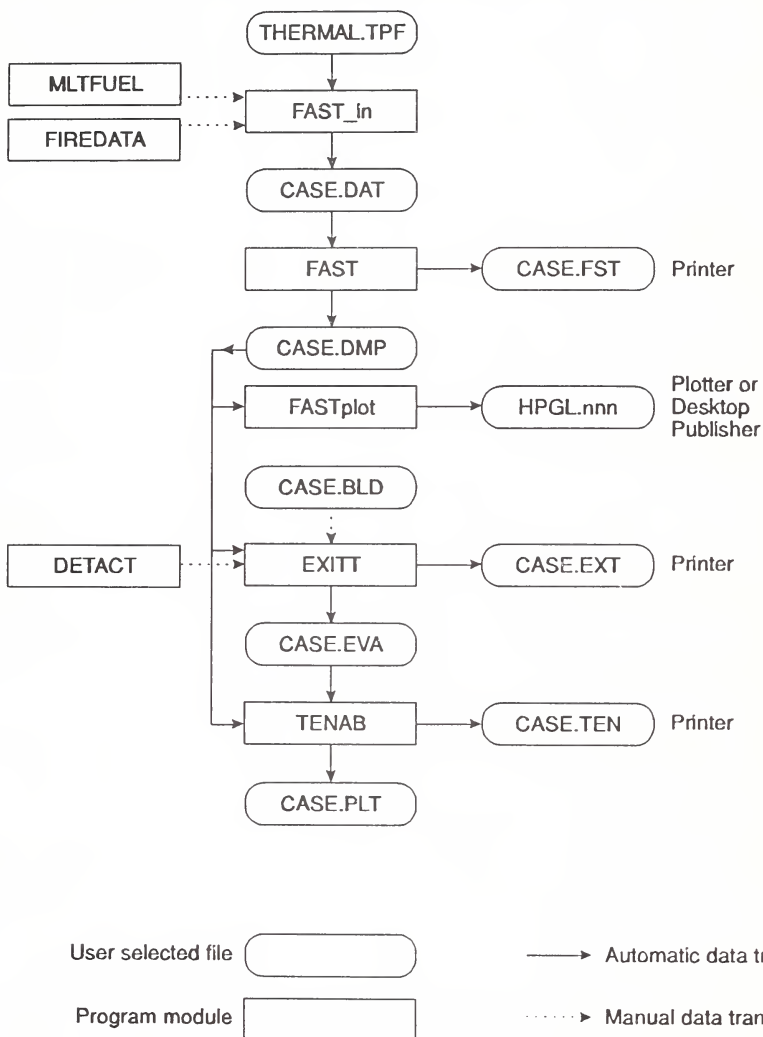 THERMAL.TPF
MLTFUEL
FIREDATA
FAST_in
CASE.DAT
FAST
CASE.FST
Printer
CASE.DMP
FASTplot
HPGL.nnn
Plotter or
Desktop
Publisher
CASE.BLD
DETACT
EXITT
CASE.EXT
Printer
CASE.EVA
TENAB
CASE.TEN
Printer
CASE.PLT
User selected file
Automatic data
Program module
Manual data